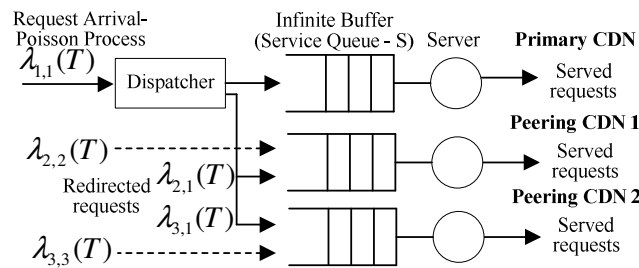 Request Arrival-
Poisson Process
λ1,1(T)
Dispatcher
Infinite Buffer
(Service Queue - S)
Server
Primary CDN
Served
requests
λ2,2(T)
Redirected
requests
λ2,1(T)
Peering CDN 1
Served
requests
λ3,1(T)
λ3,3(T)
Peering CDN 2
Served
requests